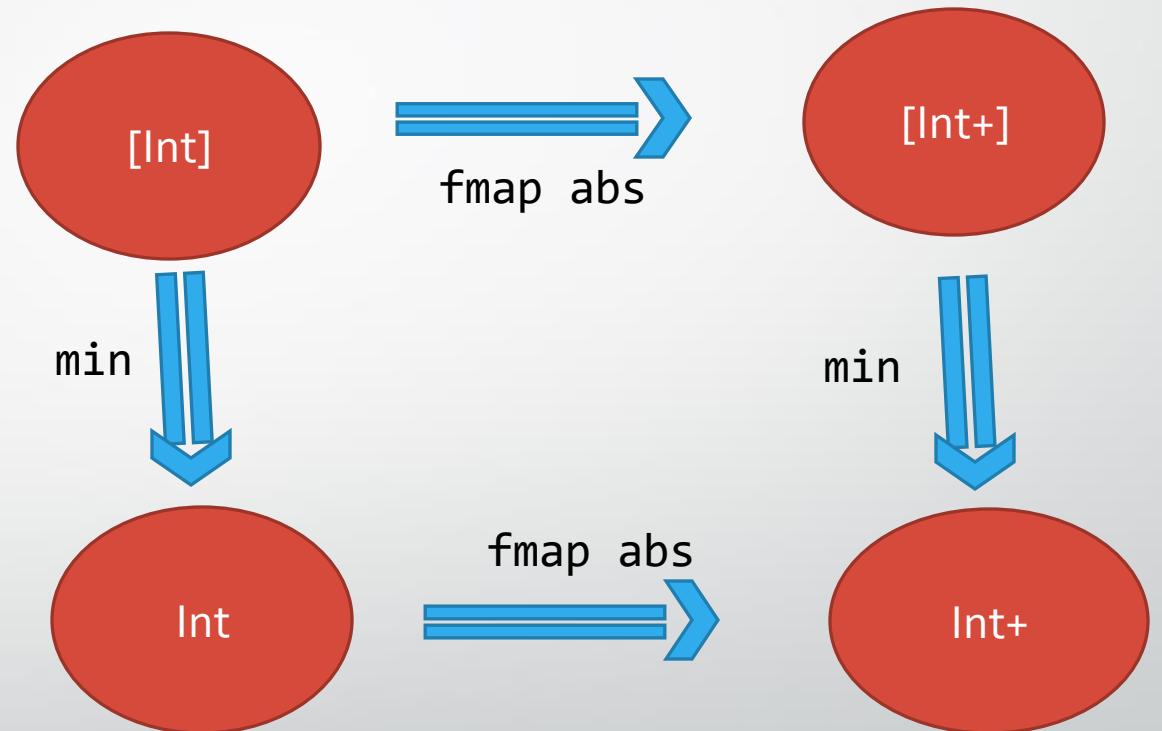 [Int]
[Int+]
fmap abs
min
min
fmap abs
Int
Int+